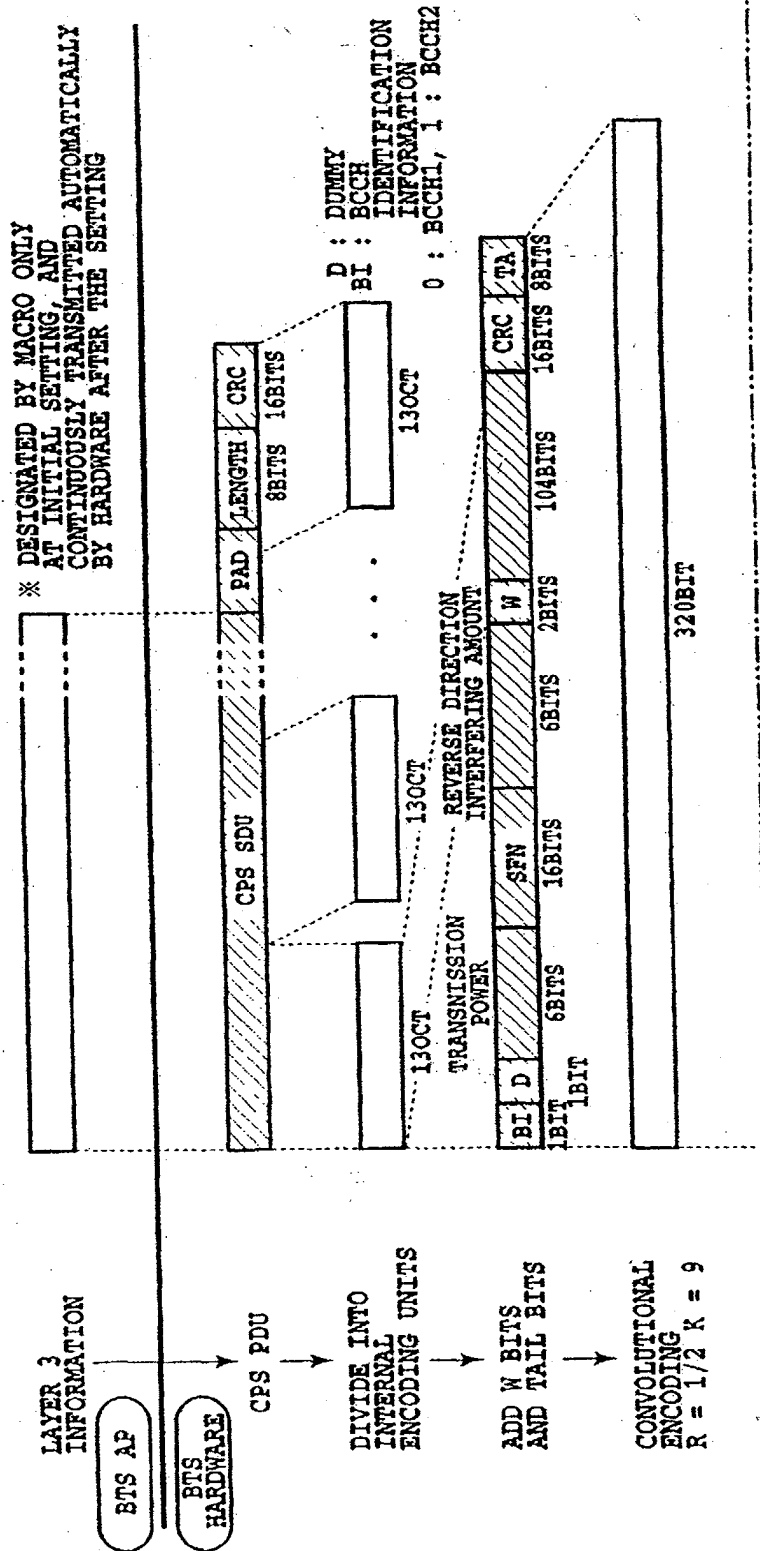 ※ DESIGNATED BY MACRO ONLY
AT INITIAL SETTING, AND
CONTINUOUSLY TRANSMITTED AUTOMATICALLY
BY HARDWARE AFTER THE SETTING
LAYER 3
INFORMATION
BTS AP
BTS
HARDWARE
CPS PDU
CPS SDU
PAD
LENGTH
CRC
8BITS
16BITS
D : DUMMY
BI : BCCH
IDENTIFICATION
INFORMATION
0 : BCCH1, 1 : BCCH2
DIVIDE INTO
INTERNAL
ENCODING UNITS
13OCT
13OCT
. . .
13OCT
TRANSNISSION
POWER
REVERSE DIRECTION
INTERFERING AMOUNT
ADD W BITS
AND TAIL BITS
BI
D
SFN
W
CRC
TA
1BIT
1BIT
6BITS
16BITS
6BITS
2BITS
104BITS
16BITS
8BITS
CONVOLUTIONAL
ENCODING
R = 1/2 K = 9
320BIT